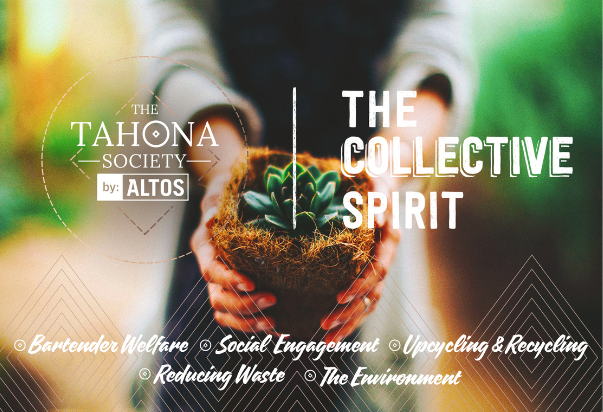 THE
TAHONA
SOCIETY
by: ALTOS
THE
COLLECTIVE
SPIRIT
Bartender Welfare Social Engagement Upcycling & Recycling
Reducing Waste The Environment